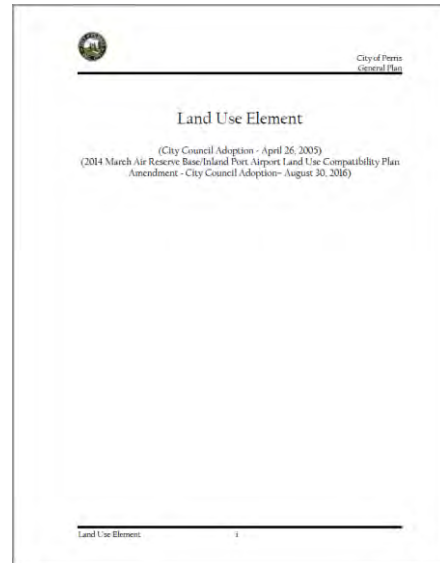 City of Perris
General Plan
Land Use Element
(City Council Adoption - April 26, 2005)
(2014 March Air Reserve Base/Inland Port Airport Land Use Compatibility Plan
Amendment - City Council Adoption– August 30, 2016)
Land Use Element 1